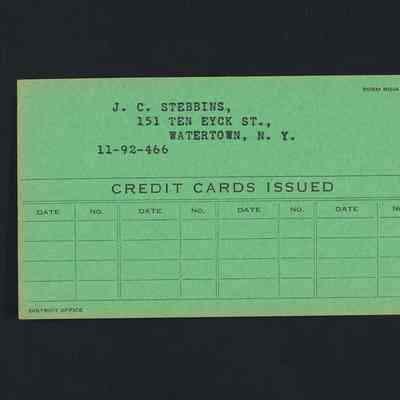 J. C. STEBBINS,
151 TEN EYCK ST.,
WATERTOWN, N. Y.
11-92-466
CREDIT CARDS ISSUED
DATE NO. DATE NO. DATE NO. DATE
DISTRICT OFFICE